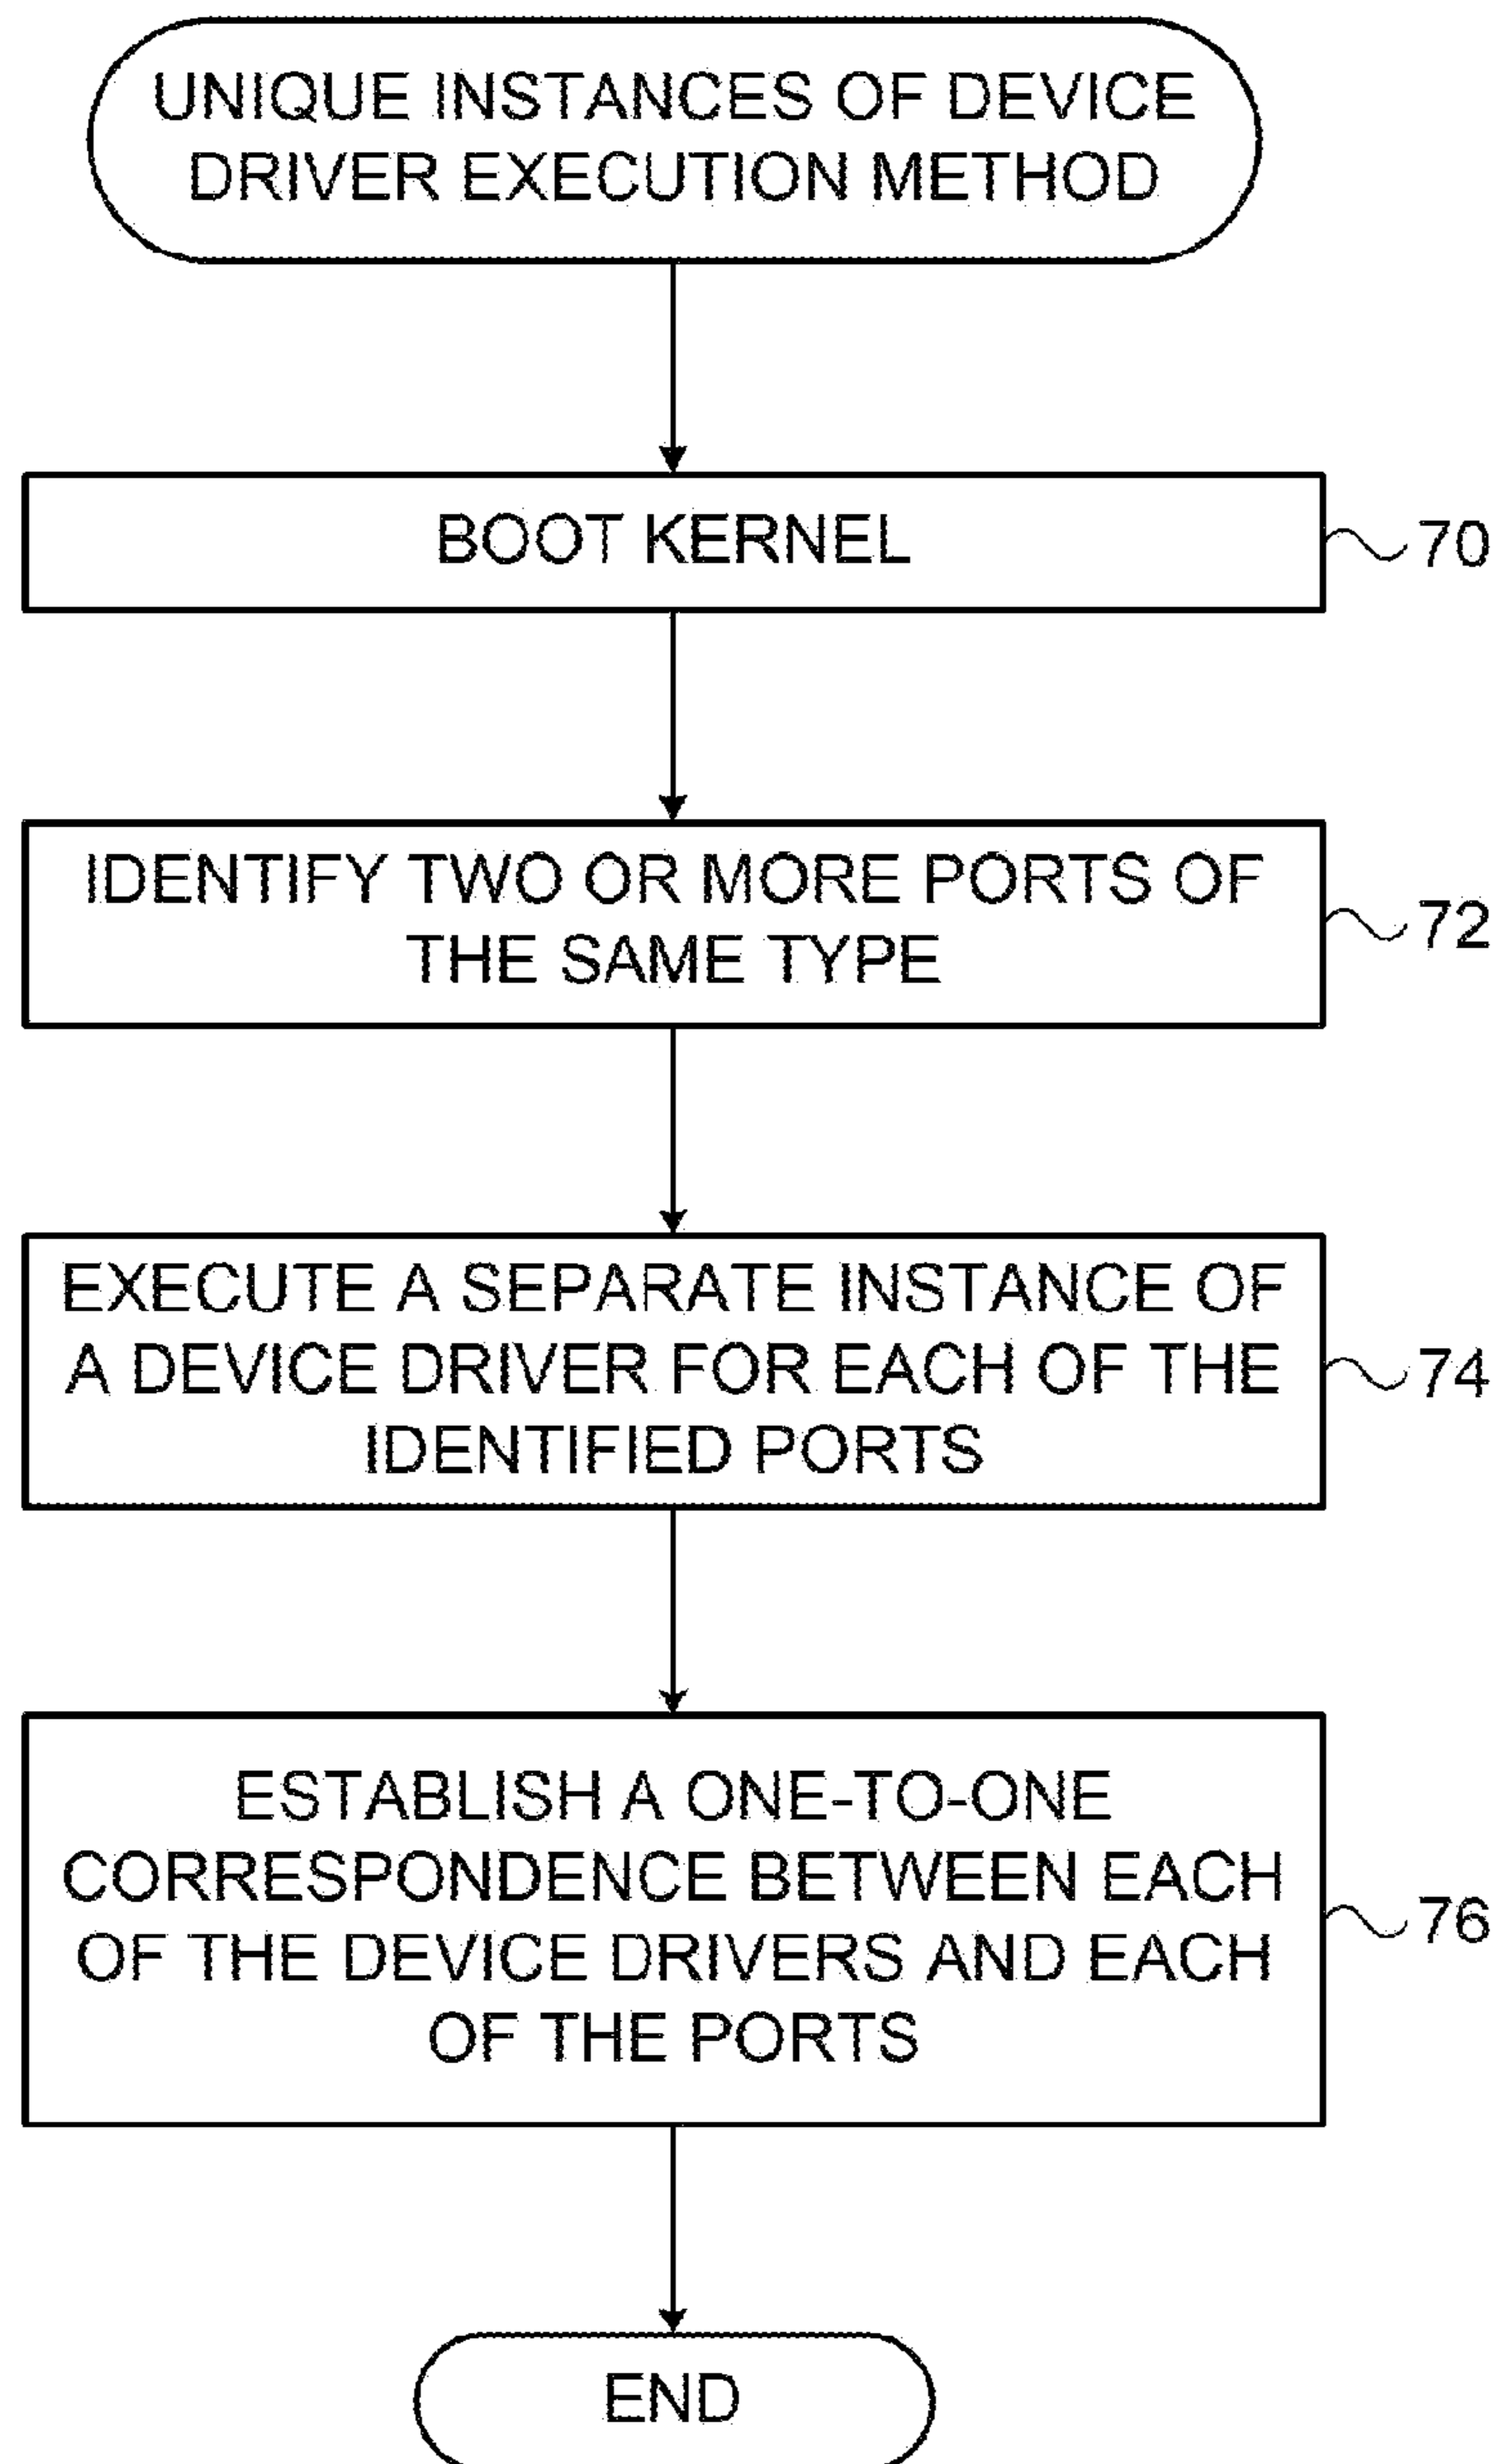 UNIQUE INSTANCES OF DEVICE
DRIVER EXECUTION METHOD
BOOT KERNEL
70
IDENTIFY TWO OR MORE PORTS OF
THE SAME TYPE
72
EXECUTE A SEPARATE INSTANCE OF
A DEVICE DRIVER FOR EACH OF THE
IDENTIFIED PORTS
74
ESTABLISH A ONE-TO-ONE
CORRESPONDENCE BETWEEN EACH
OF THE DEVICE DRIVERS AND EACH
OF THE PORTS
76
END